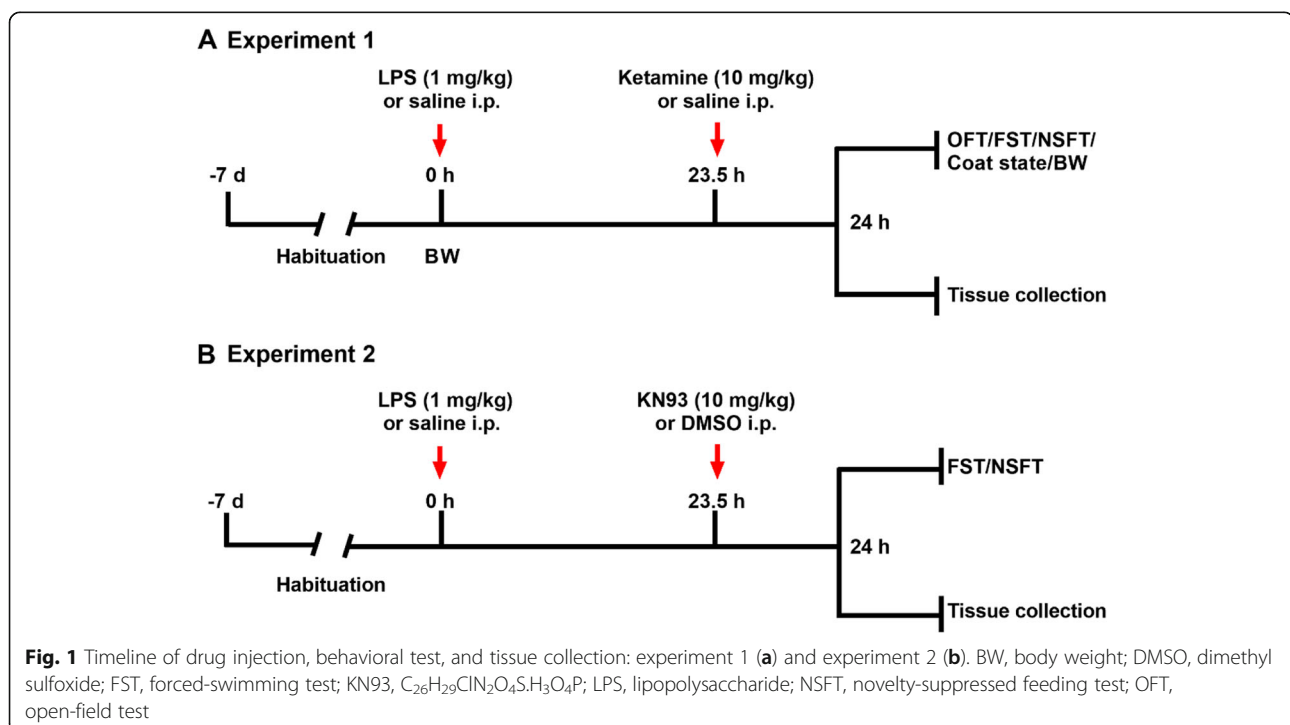 A Experiment 1
LPS (1 mg/kg)
or saline i.p.
Ketamine (10 mg/kg)
or saline i.p.
OFT/FST/NSFT/
Coat state/BW
-7 d
0 h
23.5 h
24 h
Habituation
BW
Tissue collection
B Experiment 2
LPS (1 mg/kg)
or saline i.p.
KN93 (10 mg/kg)
or DMSO i.p.
FST/NSFT
-7 d
0 h
23.5 h
24 h
Habituation
Tissue collection
Fig. 1 Timeline of drug injection, behavioral test, and tissue collection: experiment 1 (a) and experiment 2 (b). BW, body weight; DMSO, dimethyl
sulfoxide; FST, forced-swimming test; KN93, C₂₆H₂₉ClN₂O₄S.H₃O₄P; LPS, lipopolysaccharide; NSFT, novelty-suppressed feeding test; OFT,
open-field test